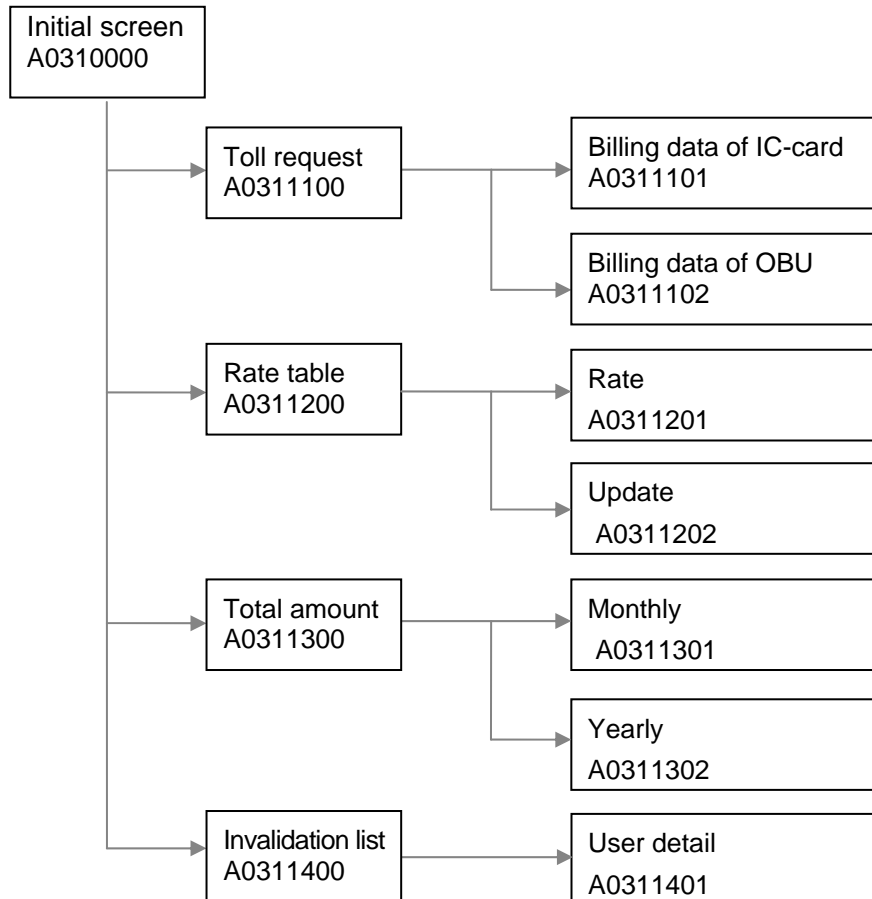 Initial screen
A0310000
Toll request
A0311100
Billing data of IC-card
A0311101
Billing data of OBU
A0311102
Rate table
A0311200
Rate
A0311201
Update
A0311202
Total amount
A0311300
Monthly
A0311301
Yearly
A0311302
Invalidation list
A0311400
User detail
A0311401